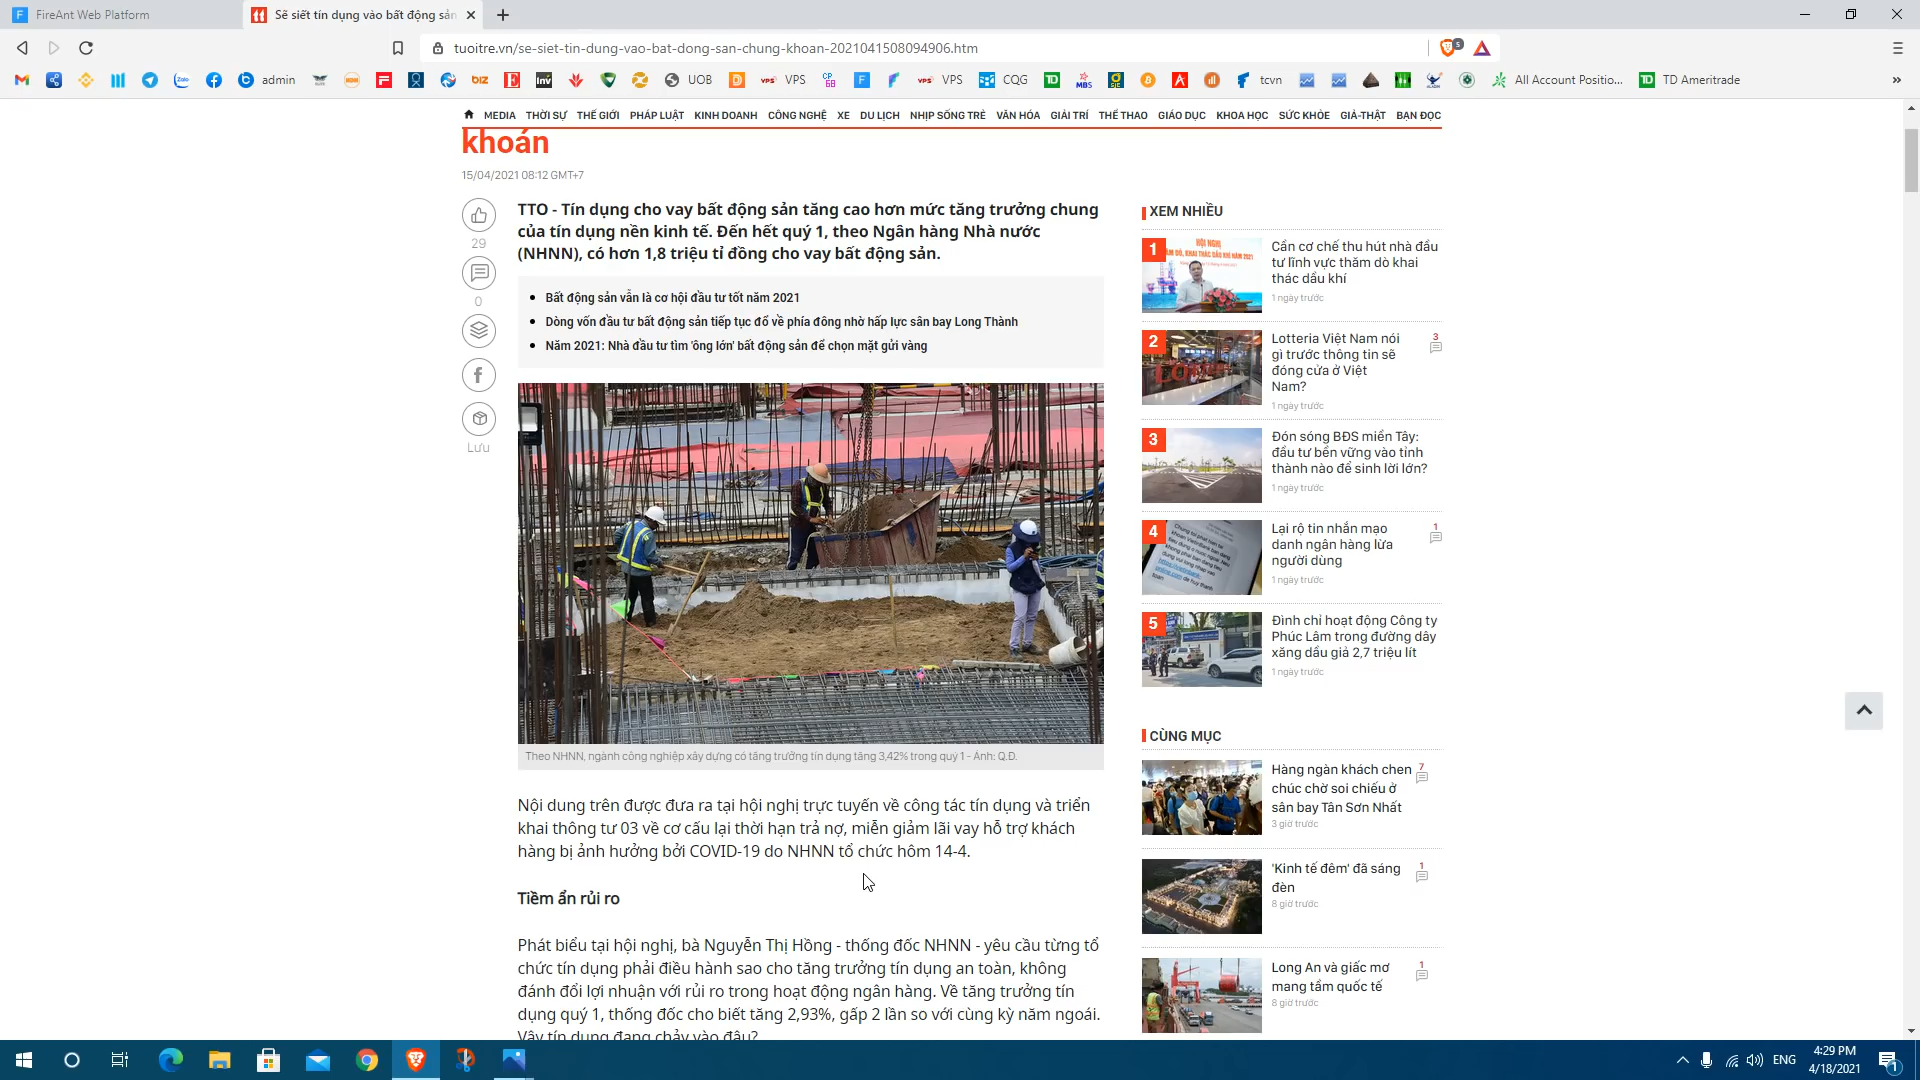 FireAnt Web Platform
Sẽ siết tín dụng vào bất động sản
tuoitre.vn/se-siet-tin-dung-vao-bat-dong-san-chung-khoan-2021041508094906.htm
admin UOB VPS VPS CQG MBS tcvn All Account Positio... TD Ameritrade
MEDIA THỜI SỰ THẾ GIỚI PHÁP LUẬT KINH DOANH CÔNG NGHỆ XE DU LỊCH NHỊP SỐNG TRẺ VĂN HÓA GIẢI TRÍ THỂ THAO GIÁO DỤC KHOA HỌC SỨC KHỎE GIẢ-THẬT BẠN ĐỌC
khoán
15/04/2021 08:12 GMT+7
29
0
Lưu
TTO - Tín dụng cho vay bất động sản tăng cao hơn mức tăng trưởng chung
của tín dụng nền kinh tế. Đến hết quý 1, theo Ngân hàng Nhà nước
(NHNN), có hơn 1,8 triệu tỉ đồng cho vay bất động sản.
Bất động sản vẫn là cơ hội đầu tư tốt năm 2021
Dòng vốn đầu tư bất động sản tiếp tục đổ về phía đông nhờ hấp lực sân bay Long Thành
Năm 2021: Nhà đầu tư tìm 'ông lớn' bất động sản để chọn mặt gửi vàng
Theo NHNN, ngành công nghiệp xây dựng có tăng trưởng tín dụng tăng 3,42% trong quý 1 - Ảnh: Q.Đ.
Nội dung trên được đưa ra tại hội nghị trực tuyến về công tác tín dụng và triển
khai thông tư 03 về cơ cấu lại thời hạn trả nợ, miễn giảm lãi vay hỗ trợ khách
hàng bị ảnh hưởng bởi COVID-19 do NHNN tổ chức hôm 14-4.
Tiềm ẩn rủi ro
Phát biểu tại hội nghị, bà Nguyễn Thị Hồng - thống đốc NHNN - yêu cầu từng tổ
chức tín dụng phải điều hành sao cho tăng trưởng tín dụng an toàn, không
đánh đổi lợi nhuận với rủi ro trong hoạt động ngân hàng. Về tăng trưởng tín
dụng quý 1, thống đốc cho biết tăng 2,93%, gấp 2 lần so với cùng kỳ năm ngoái.
Vậy tín dụng đang chảy vào đâu?
XEM NHIỀU
1
Cần cơ chế thu hút nhà đầu
tư lĩnh vực thăm dò khai
thác dầu khí
1 ngày trước
2
Lotteria Việt Nam nói
gì trước thông tin sẽ
đóng cửa ở Việt
Nam?
3
1 ngày trước
3
Đón sóng BĐS miền Tây:
đầu tư bền vững vào tỉnh
thành nào để sinh lời lớn?
1 ngày trước
4
Lại rộ tin nhắn mạo
danh ngân hàng lừa
người dùng
1
1 ngày trước
5
Đình chỉ hoạt động Công ty
Phúc Lâm trong đường dây
xăng dầu giả 2,7 triệu lít
1 ngày trước
CÙNG MỤC
Hàng ngàn khách chen
chúc chờ soi chiếu ở
sân bay Tân Sơn Nhất
7
3 giờ trước
'Kinh tế đêm' đã sáng
đèn
1
8 giờ trước
Long An và giấc mơ
mang tầm quốc tế
1
8 giờ trước
ENG
4:29 PM
4/18/2021
1